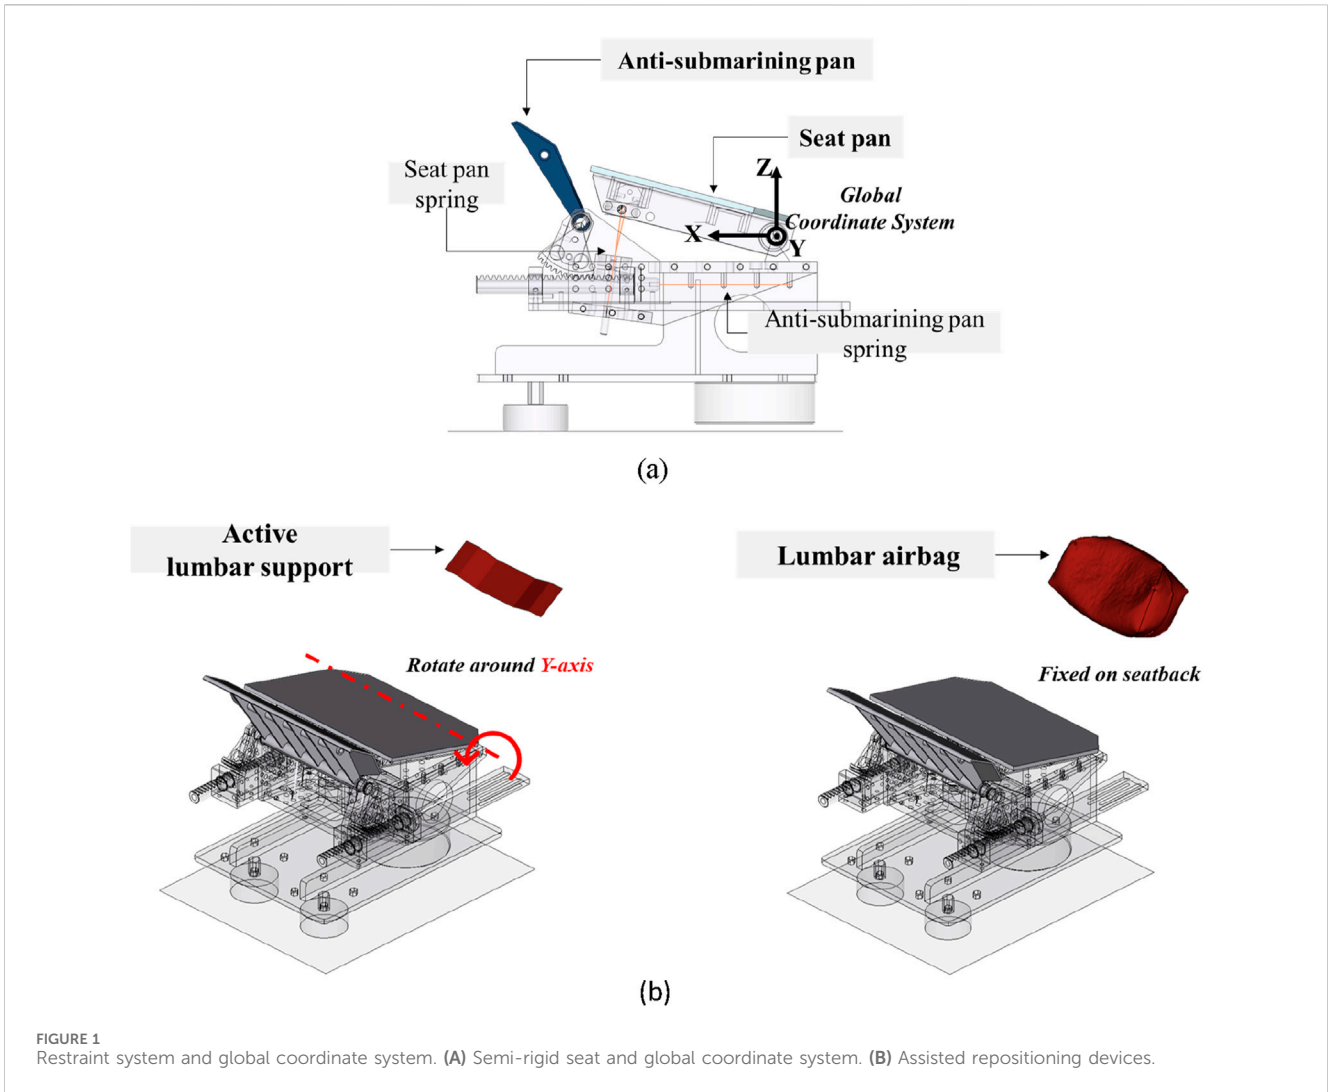 Anti-submarining pan
Seat pan
Seat pan
spring
Z
Global
Coordinate System
X
Y
Anti-submarining pan
spring
(a)
Active
lumbar support
Lumbar airbag
Rotate around Y-axis
Fixed on seatback
(b)
FIGURE 1
Restraint system and global coordinate system. (A) Semi-rigid seat and global coordinate system. (B) Assisted repositioning devices.